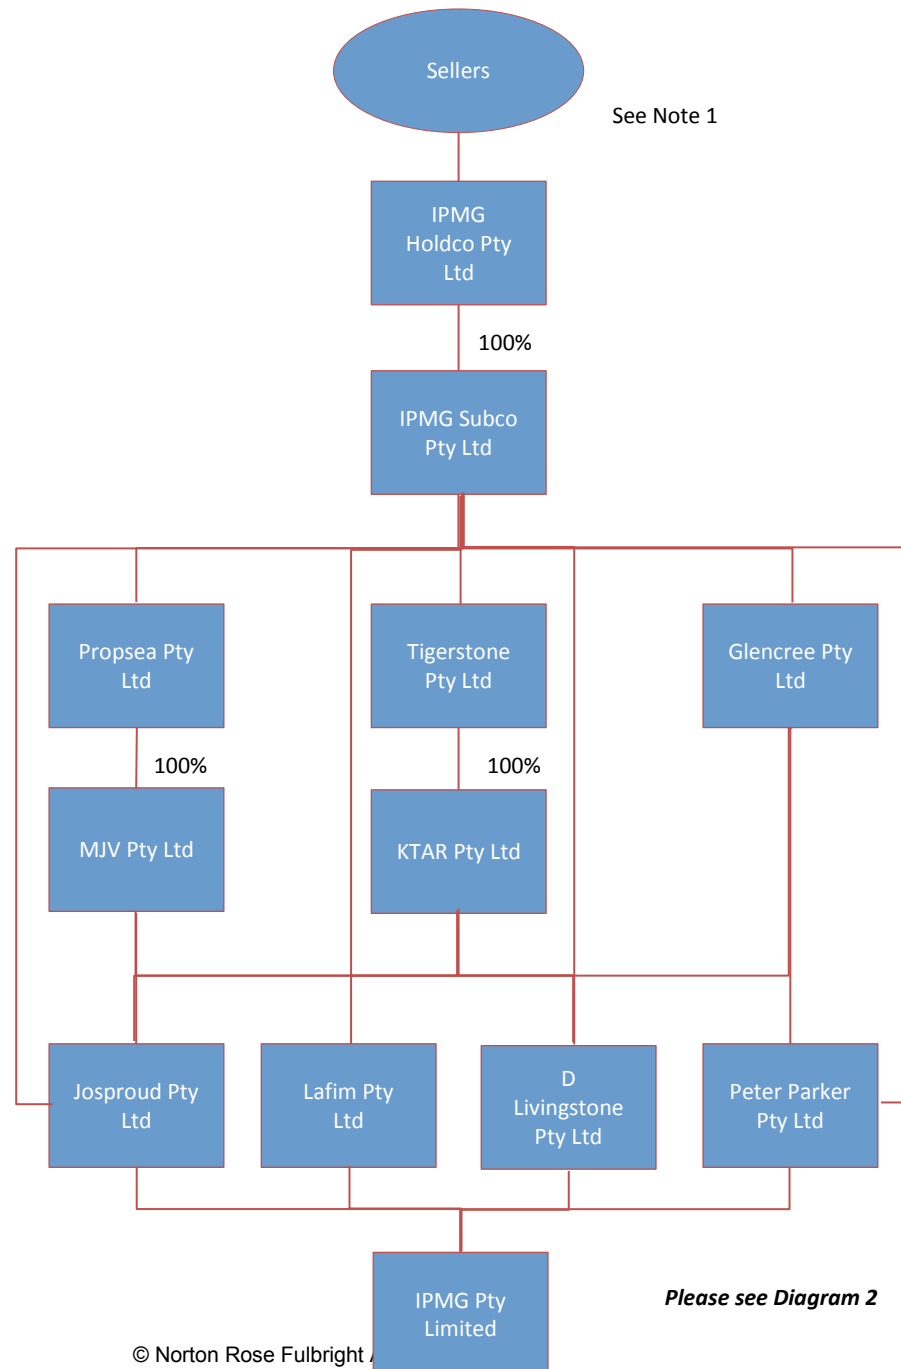 Sellers
See Note 1
IPMG
Holdco Pty
Ltd
100%
IPMG Subco
Pty Ltd
Propsea Pty
Ltd
Tigerstone
Pty Ltd
Glencree Pty
Ltd
100%
100%
MJV Pty Ltd
KTAR Pty Ltd
Josproud Pty
Ltd
Lafim Pty
Ltd
D
Livingstone
Pty Ltd
Peter Parker
Pty Ltd
IPMG Pty
Limited
Please see Diagram 2
© Norton Rose Fulbright